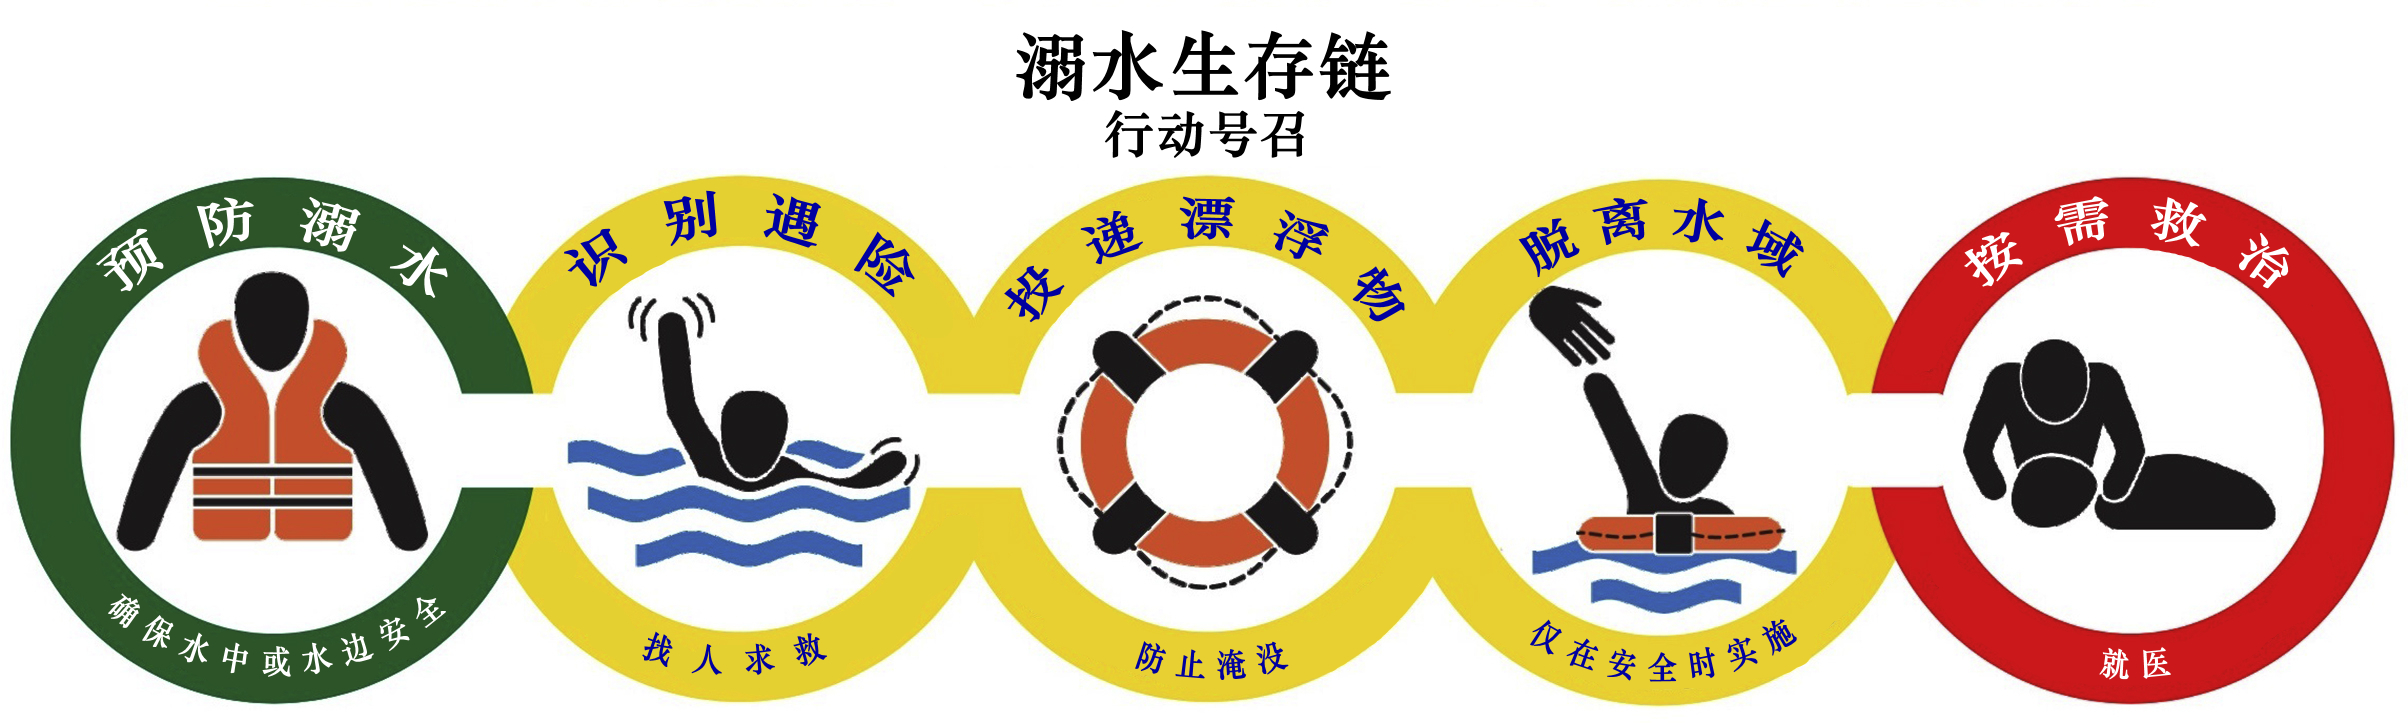 溺水生存链
行动号召
预防溺水
确保水中或水边安全
识别遇险
找人求救
投递漂浮物
防止淹没
脱离水域
仅在安全时实施
按需救治
就医